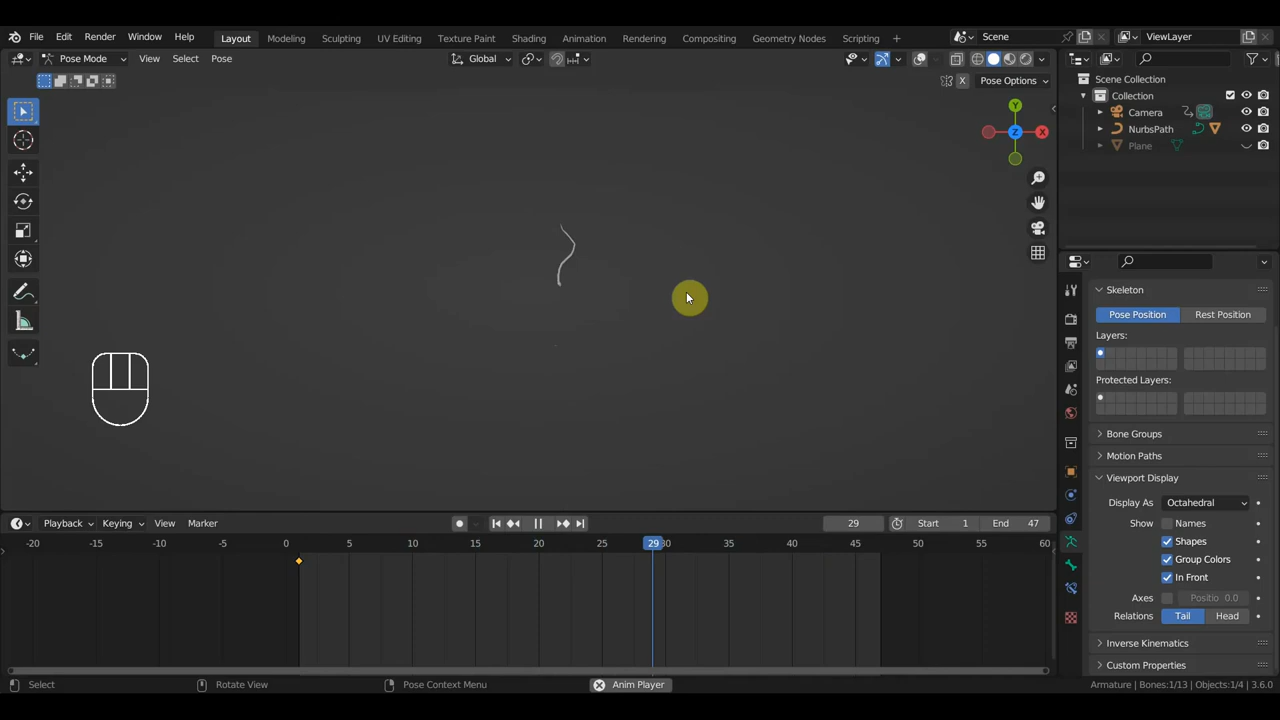 File Edit Render Window Help Layout Modeling Sculpting UV Editing Texture Paint Shading Animation Rendering Compositing Geometry Nodes Scripting + Scene ViewLayer
Pose Mode View Select Pose Global
X Pose Options
Scene Collection
Collection
Camera
NurbsPath
Plane
Y
Z X
Skeleton
Pose Position Rest Position
Layers:
Protected Layers:
Bone Groups
Motion Paths
Viewport Display
Display As Octahedral
Show Names
Shapes
Group Colors
In Front
Axes Positio 0.0
Relations Tail Head
Inverse Kinematics
Custom Properties
Playback Keying View Marker 29 Start 1 End 47
-20 -15 -10 -5 0 5 10 15 20 25 29 30 35 40 45 50 55 60
Select Rotate View Pose Context Menu Anim Player Armature | Bones:1/13 | Objects:1/4 | 3.6.0